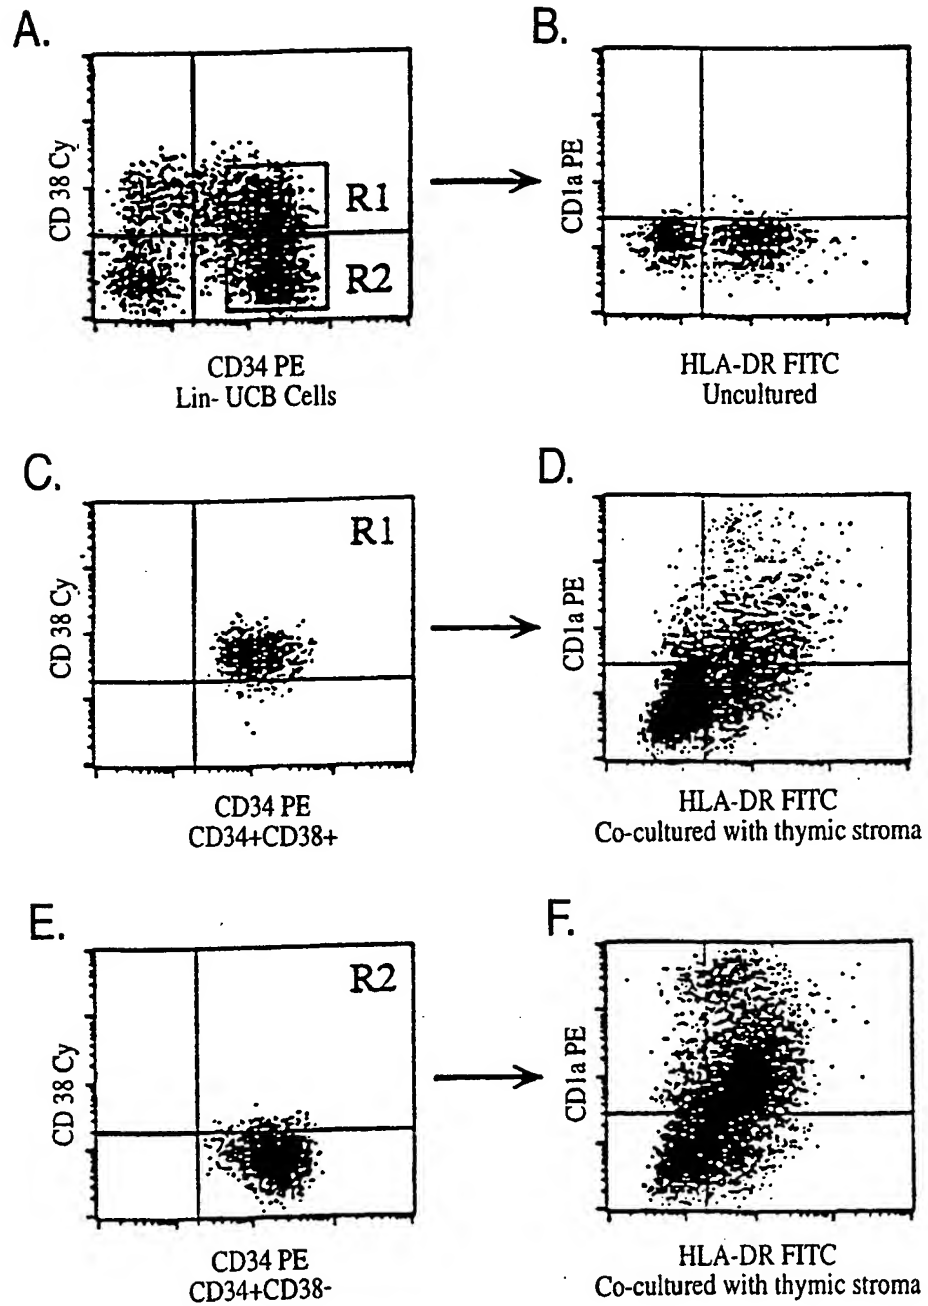 A.
CD 38 Cy
R1
R2
CD34 PE
Lin- UCB Cells
B.
CD1a PE
HLA-DR FITC
Uncultured
C.
CD 38 Cy
R1
CD34 PE
CD34+CD38+
D.
CD1a PE
HLA-DR FITC
Co-cultured with thymic stroma
E.
CD 38 Cy
R2
CD34 PE
CD34+CD38-
F.
CD1a PE
HLA-DR FITC
Co-cultured with thymic stroma